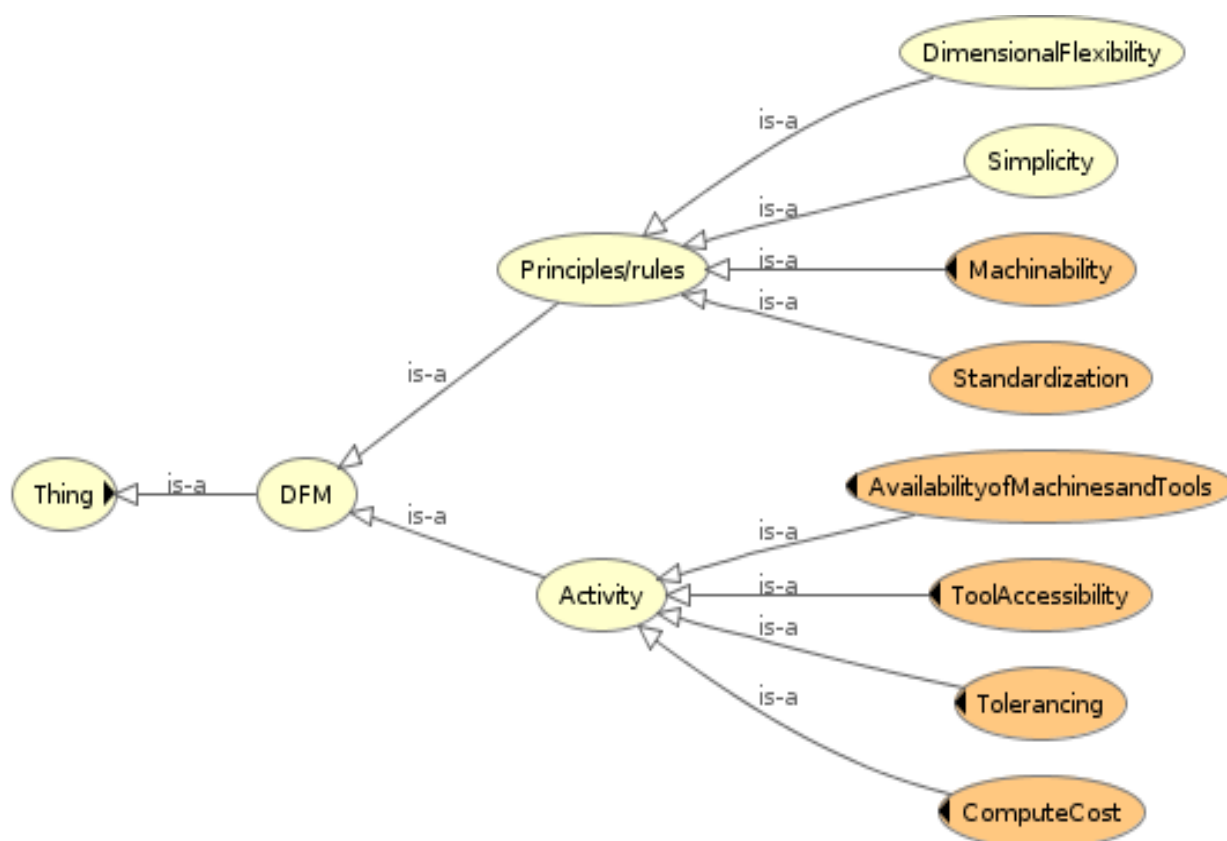 DimensionalFlexibility
is-a
Simplicity
is-a
Principles/rules
is-a
Machinability
is-a
Standardization
is-a
Thing
is-a
DFM
is-a
AvailabilityofMachinesandTools
is-a
Activity
is-a
ToolAccessibility
is-a
Tolerancing
is-a
ComputeCost